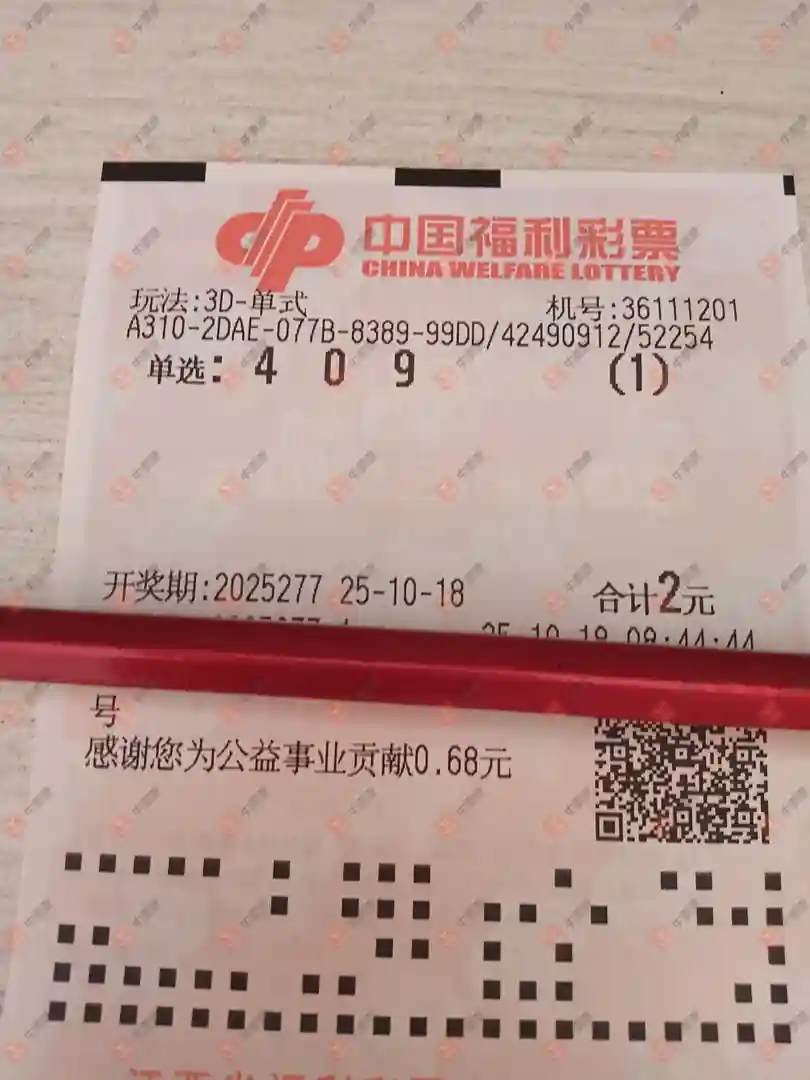 中国福利彩票
CHINA WELFARE LOTTERY
玩法:3D-单式 机号:36111201
A310-2DAE-077B-8389-99DD/42490912/52254
单选: 4 0 9 (1)
开奖期:2025277 25-10-18 合计2元
号
感谢您为公益事业贡献0.68元